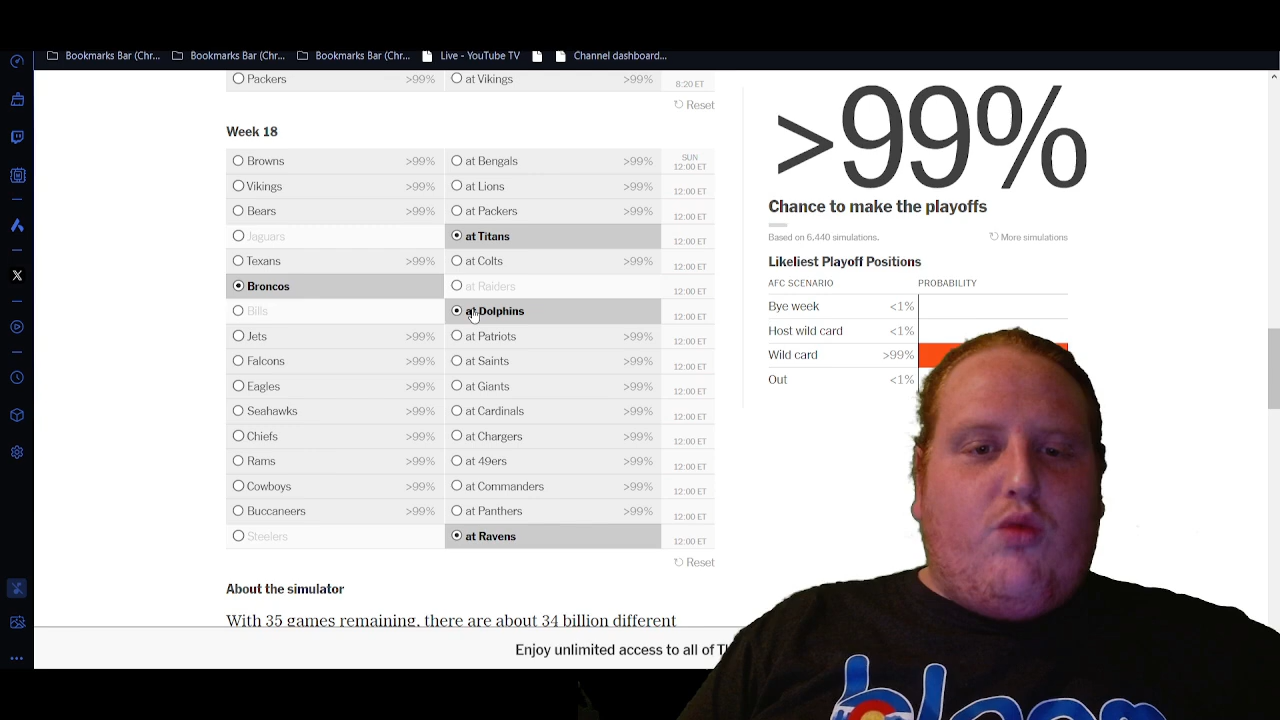 Bookmarks Bar (Chr... Bookmarks Bar (Chr... Bookmarks Bar (Chr... Live - YouTube TV Channel dashboard...
Packers >99% at Vikings >99% 8:20 ET
Reset
Week 18
Browns >99% at Bengals >99% SUN 12:00 ET
Vikings >99% at Lions >99% 12:00 ET
Bears >99% at Packers >99% 12:00 ET
Jaguars at Titans 12:00 ET
Texans >99% at Colts >99% 12:00 ET
Broncos at Raiders 12:00 ET
Bills at Dolphins 12:00 ET
Jets >99% at Patriots >99% 12:00 ET
Falcons >99% at Saints >99% 12:00 ET
Eagles >99% at Giants >99% 12:00 ET
Seahawks >99% at Cardinals >99% 12:00 ET
Chiefs >99% at Chargers >99% 12:00 ET
Rams >99% at 49ers >99% 12:00 ET
Cowboys >99% at Commanders >99% 12:00 ET
Buccaneers >99% at Panthers >99% 12:00 ET
Steelers at Ravens 12:00 ET
Reset
About the simulator
With 35 games remaining, there are about 34 billion different
Enjoy unlimited access to all of
>99%
Chance to make the playoffs
Based on 6,440 simulations. More simulations
Likeliest Playoff Positions
AFC SCENARIO PROBABILITY
Bye week <1%
Host wild card <1%
Wild card >99%
Out <1%